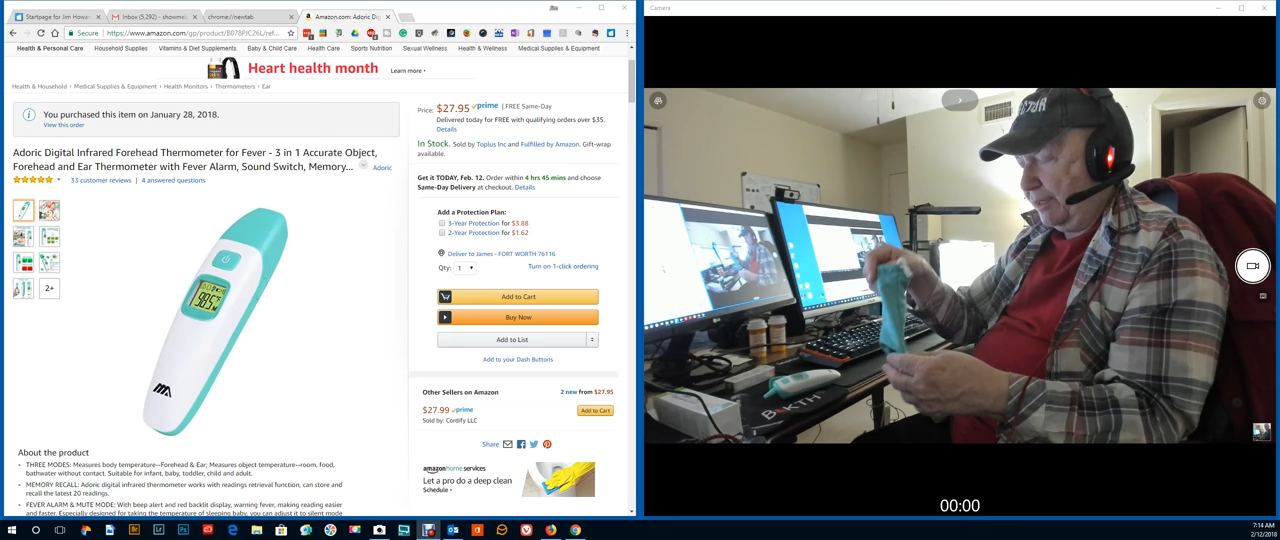 Startpage for Jim Howar
Inbox (5,292) - showme
chrome://newtab
Amazon.com: Adoric Di
Secure
https://www.amazon.com/gp/product/B078P!C26L/ref...
Health & Personal Care Household Supplies Vitamins & Diet Supplements Baby & Child Care Health Care Sports Nutrition Sexual Wellness Health & Wellness Medical Supplies & Equipment
Heart health month
Learn more ›
Health & Household › Medical Supplies & Equipment › Health Monitors › Thermometers › Ear
You purchased this item on January 28, 2018.
View this order
Adoric Digital Infrared Forehead Thermometer for Fever - 3 in 1 Accurate Object,
Forehead and Ear Thermometer with Fever Alarm, Sound Switch, Memory...
Adoric
33 customer reviews | 4 answered questions
2+
98.5
About the product
• THREE MODES: Measures body temperature--Forehead & Ear; Measures object temperature--room, food,
bathwater without contact. Suitable for infant, baby, toddler, child and adult.
• MEMORY RECALL: Adoric digital infrared thermometer works with readings retrieval function, can store and
recall the latest 20 readings.
• FEVER ALARM & MUTE MODE: With beep alert and red backlit display, warning fever, making reading easier
and faster. Especially designed for taking the temperature of sleeping baby, you can adjust it to silent mode
Price: $27.95 prime | FREE Same-Day
Delivered today for FREE with qualifying orders over $35.
Details
In Stock. Sold by Toplus Inc and Fulfilled by Amazon. Gift-wrap
available.
Get it TODAY, Feb. 12. Order within 4 hrs 45 mins and choose
Same-Day Delivery at checkout. Details
Add a Protection Plan:
3-Year Protection for $3.88
2-Year Protection for $1.62
Deliver to James - FORT WORTH 76116
Qty: 1
Turn on 1-click ordering
Add to Cart
Buy Now
Add to List
Add to your Dash Buttons
Other Sellers on Amazon
2 new from $27.95
$27.99 prime
Add to Cart
Sold by: Cordify LLC
Share
amazon home services
Let a pro do a deep clean
Schedule ›
Camera
00:00
7:14 AM
2/12/2018